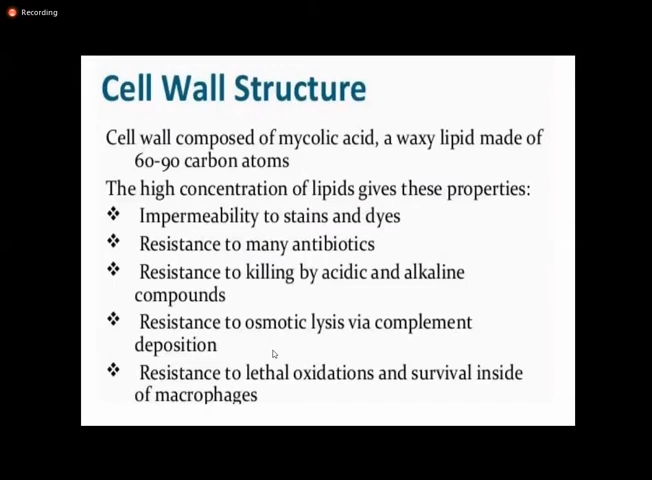 Recording
Cell Wall Structure
Cell wall composed of mycolic acid, a waxy lipid made of
60-90 carbon atoms
The high concentration of lipids gives these properties:
❖ Impermeability to stains and dyes
❖ Resistance to many antibiotics
❖ Resistance to killing by acidic and alkaline
compounds
❖ Resistance to osmotic lysis via complement
deposition
❖ Resistance to lethal oxidations and survival inside
of macrophages